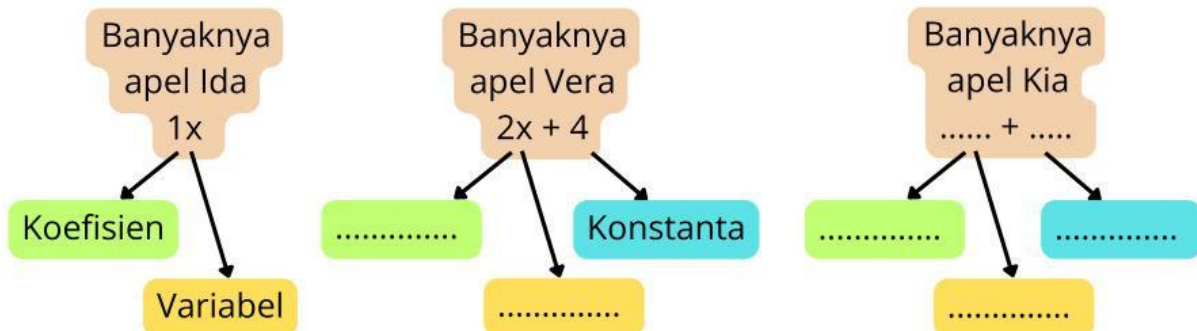 Banyaknya
apel Ida
1x
Koefisien
Variabel
Banyaknya
apel Vera
2x + 4
..............
Konstanta
..............
Banyaknya
apel Kia
...... + .....
..............
..............
..............